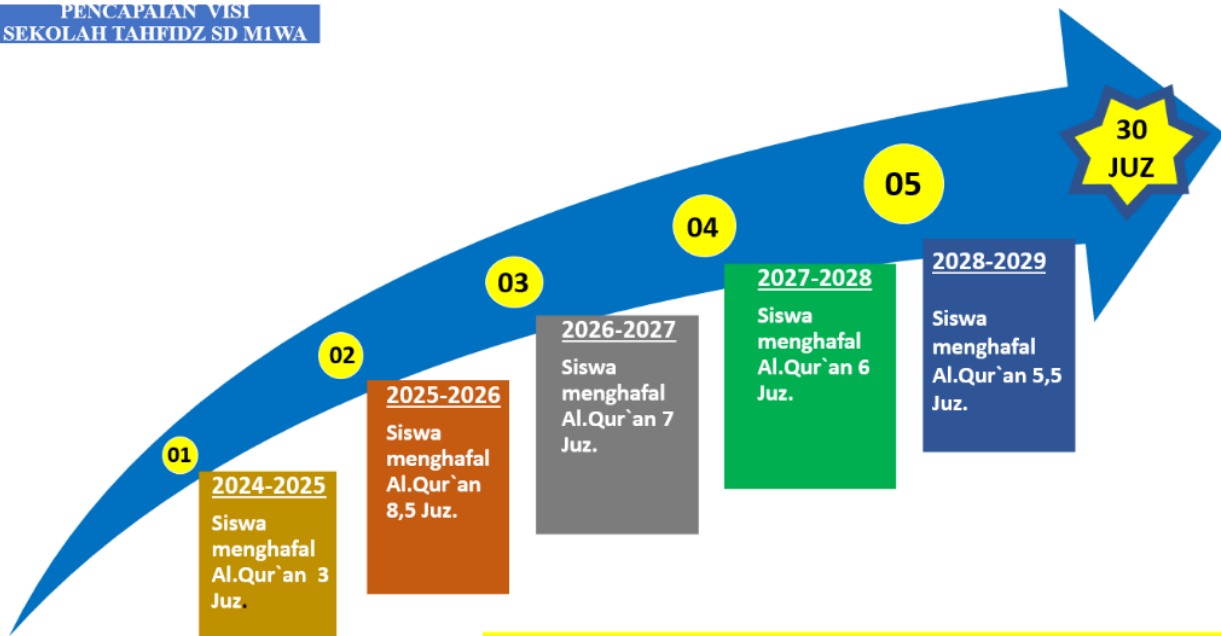 PENCAPAIAN VISI
SEKOLAH TAHFIDZ SD M1WA
01
2024-2025
Siswa
menghafal
Al.Qur`an 3
Juz.
02
2025-2026
Siswa
menghafal
Al.Qur`an
8,5 Juz.
03
2026-2027
Siswa
menghafal
Al.Qur`an 7
Juz.
04
2027-2028
Siswa
menghafal
Al.Qur`an 6
Juz.
05
2028-2029
Siswa
menghafal
Al.Qur`an 5,5
Juz.
30
JUZ